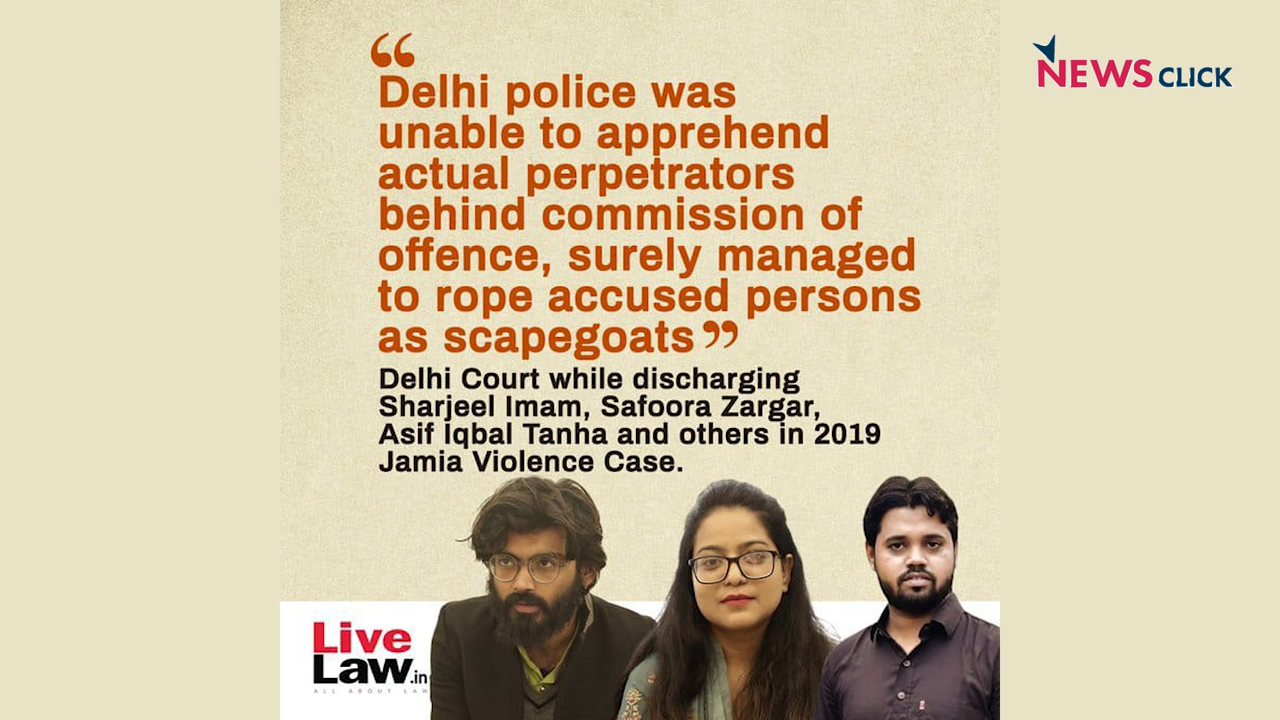 NEWS CLICK
“
Delhi police was
unable to apprehend
actual perpetrators
behind commission of
offence, surely managed
to rope accused persons
as scapegoats”
Delhi Court while discharging
Sharjeel Imam, Safoora Zargar,
Asif Iqbal Tanha and others in 2019
Jamia Violence Case.
Live
Law.in
ALL ABOUT LAW